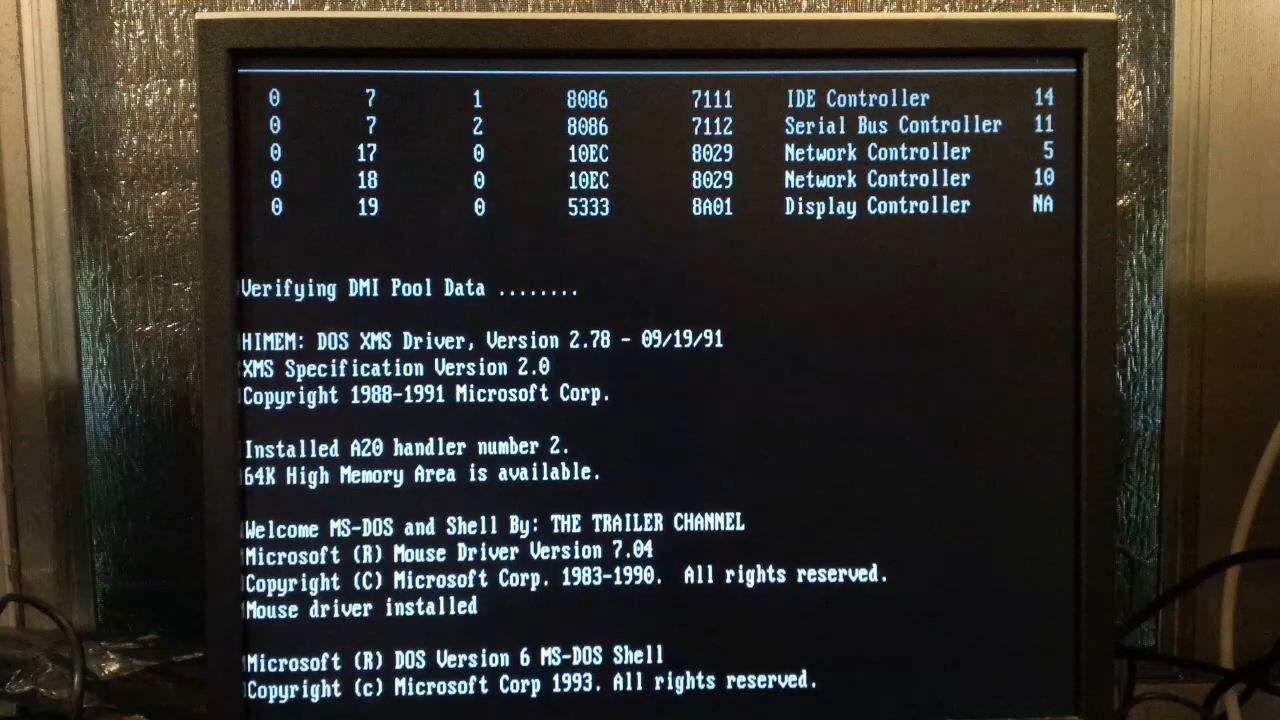 0 7 1 8086 7111 IDE Controller 14
0 7 2 8086 7112 Serial Bus Controller 11
0 17 0 10EC 8029 Network Controller 5
0 18 0 10EC 8029 Network Controller 10
0 19 0 5333 8A01 Display Controller NA
Verifying DMI Pool Data ........
HIMEM: DOS XMS Driver, Version 2.78 - 09/19/91
XMS Specification Version 2.0
Copyright 1988-1991 Microsoft Corp.
Installed A20 handler number 2.
64K High Memory Area is available.
Welcome MS-DOS and Shell By: THE TRAILER CHANNEL
Microsoft (R) Mouse Driver Version 7.04
Copyright (C) Microsoft Corp. 1983-1990. All rights reserved.
Mouse driver installed
Microsoft (R) DOS Version 6 MS-DOS Shell
Copyright (c) Microsoft Corp 1993. All rights reserved.